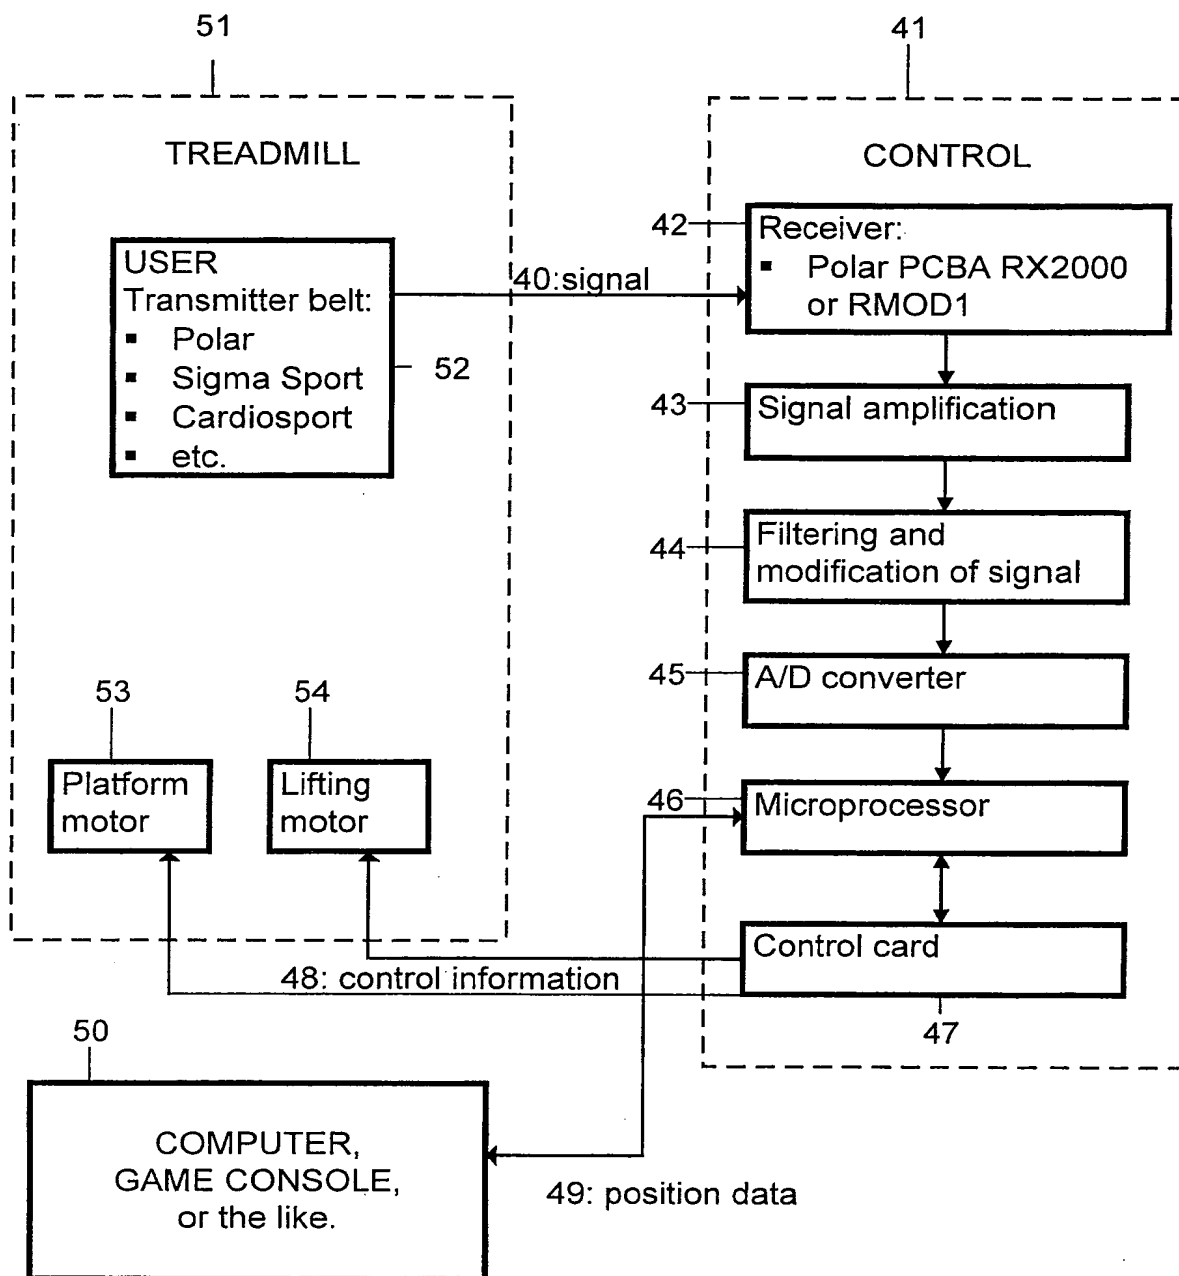 51
41
TREADMILL
CONTROL
USER
Transmitter belt:
▪ Polar
▪ Sigma Sport
▪ Cardiosport
▪ etc.
52
40:signal
42
Receiver:
▪ Polar PCBA RX2000
or RMOD1
43
Signal amplification
44
Filtering and
modification of signal
45
A/D converter
46
Microprocessor
53
54
Platform
motor
Lifting
motor
Control card
48: control information
47
50
COMPUTER,
GAME CONSOLE,
or the like.
49: position data